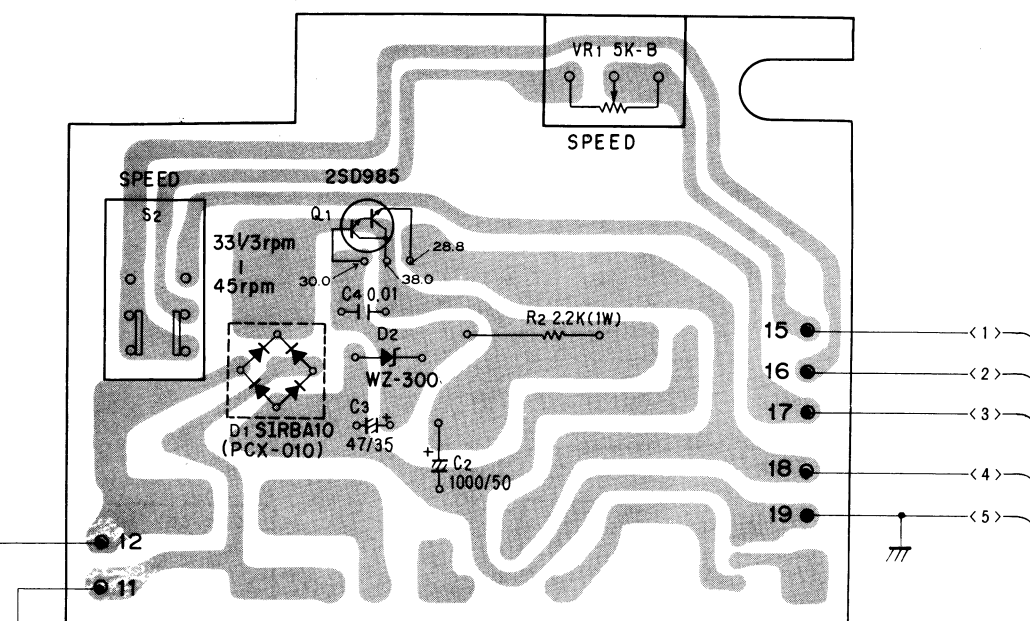 VR1 5K-B
SPEED
SPEED
2SD985
S2
Q1
33 1/3rpm
45rpm
28.8
30.0
38.0
C4 0.01
R2 2.2K(1W)
D2
WZ-300
15
<1>
16
<2>
C3
+
47/35
17
<3>
D1 SIRBA10
(PCX-010)
+
C2
1000/50
18
<4>
19
<5>
12
11